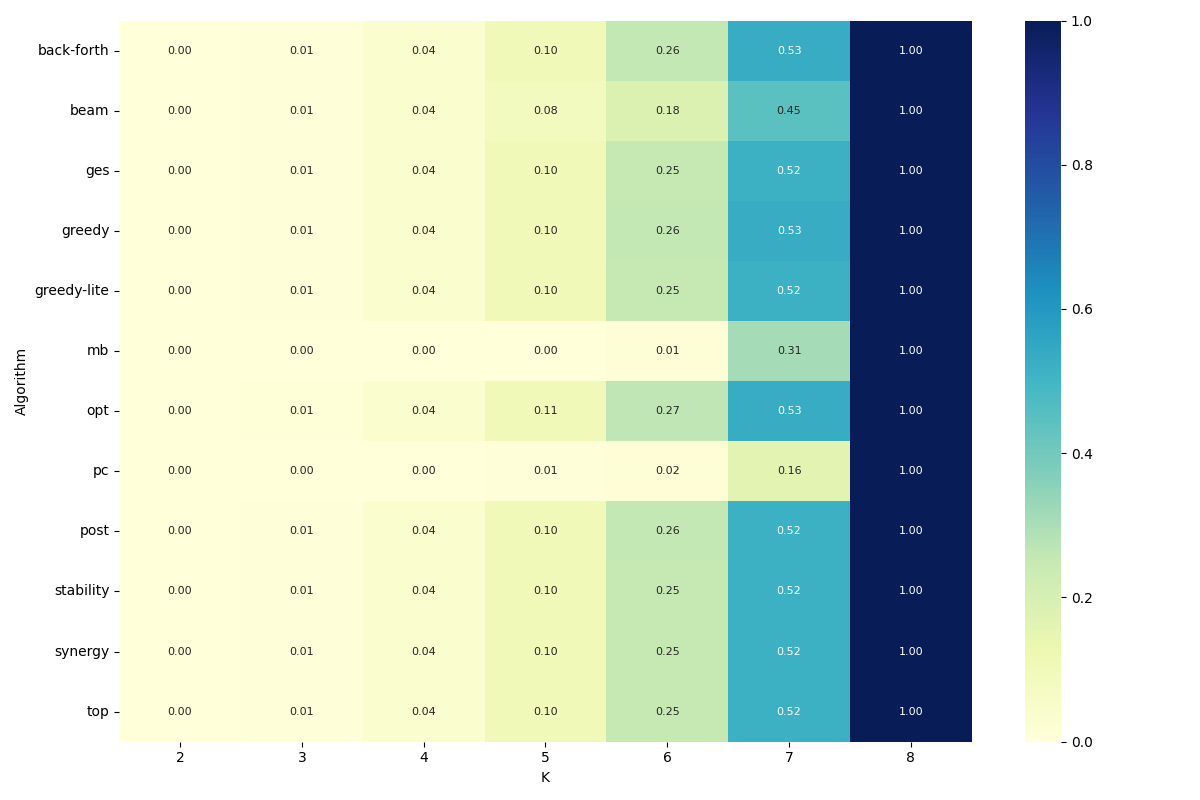 back-forth 0.00 0.01 0.04 0.10 0.26 0.53 1.00
beam 0.00 0.01 0.04 0.08 0.18 0.45 1.00
ges 0.00 0.01 0.04 0.10 0.25 0.52 1.00
greedy 0.00 0.01 0.04 0.10 0.26 0.53 1.00
greedy-lite 0.00 0.01 0.04 0.10 0.25 0.52 1.00
mb 0.00 0.00 0.00 0.00 0.01 0.31 1.00
opt 0.00 0.01 0.04 0.11 0.27 0.53 1.00
pc 0.00 0.00 0.00 0.01 0.02 0.16 1.00
post 0.00 0.01 0.04 0.10 0.26 0.52 1.00
stability 0.00 0.01 0.04 0.10 0.25 0.52 1.00
synergy 0.00 0.01 0.04 0.10 0.25 0.52 1.00
top 0.00 0.01 0.04 0.10 0.25 0.52 1.00
2 3 4 5 6 7 8
K
Algorithm
1.0
0.8
0.6
0.4
0.2
0.0